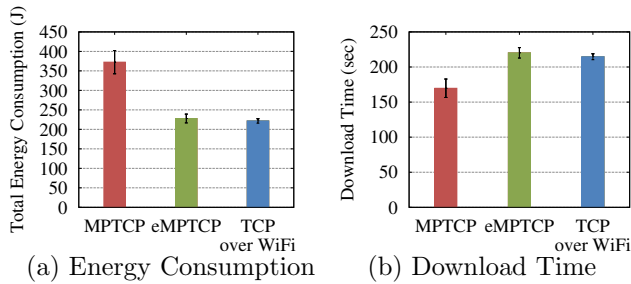 Total Energy Consumption (J)
450
400
350
300
250
200
150
100
50
0
MPTCP eMPTCP TCP
over WiFi
(a) Energy Consumption
Download Time (sec)
250
200
150
100
50
0
MPTCP eMPTCP TCP
over WiFi
(b) Download Time